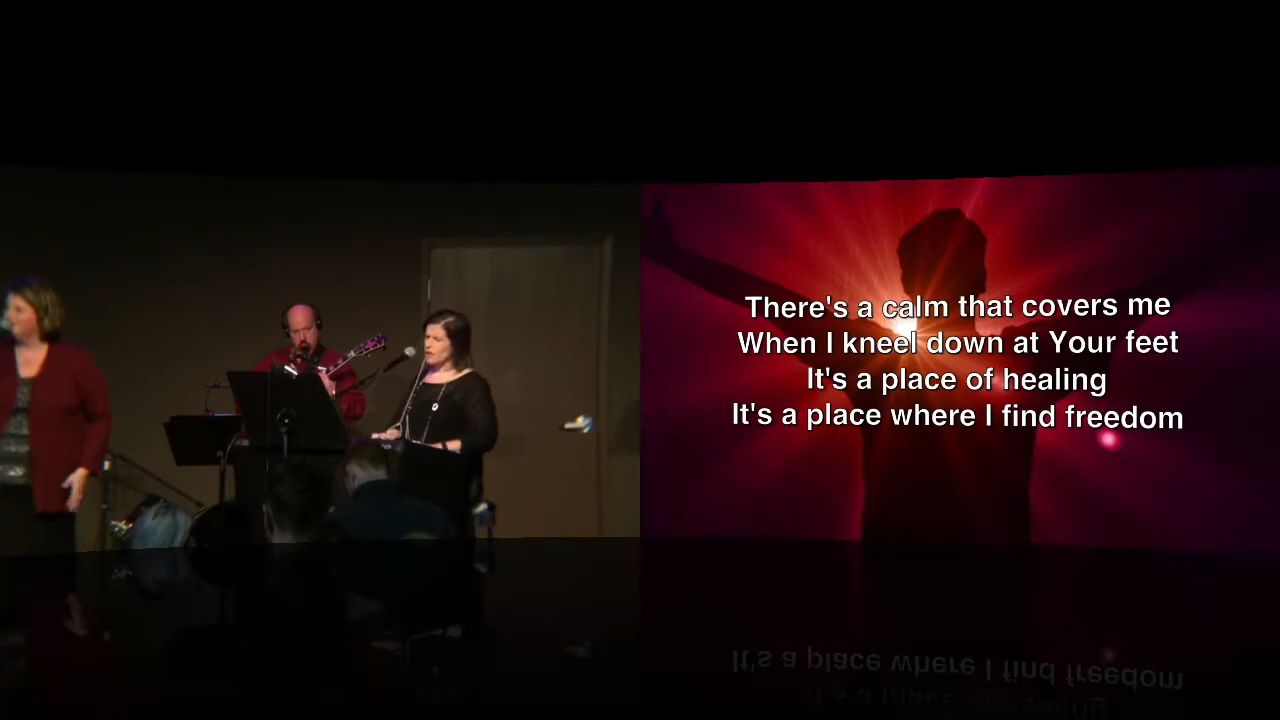 There's a calm that covers me
When I kneel down at Your feet
It's a place of healing
It's a place where I find freedom